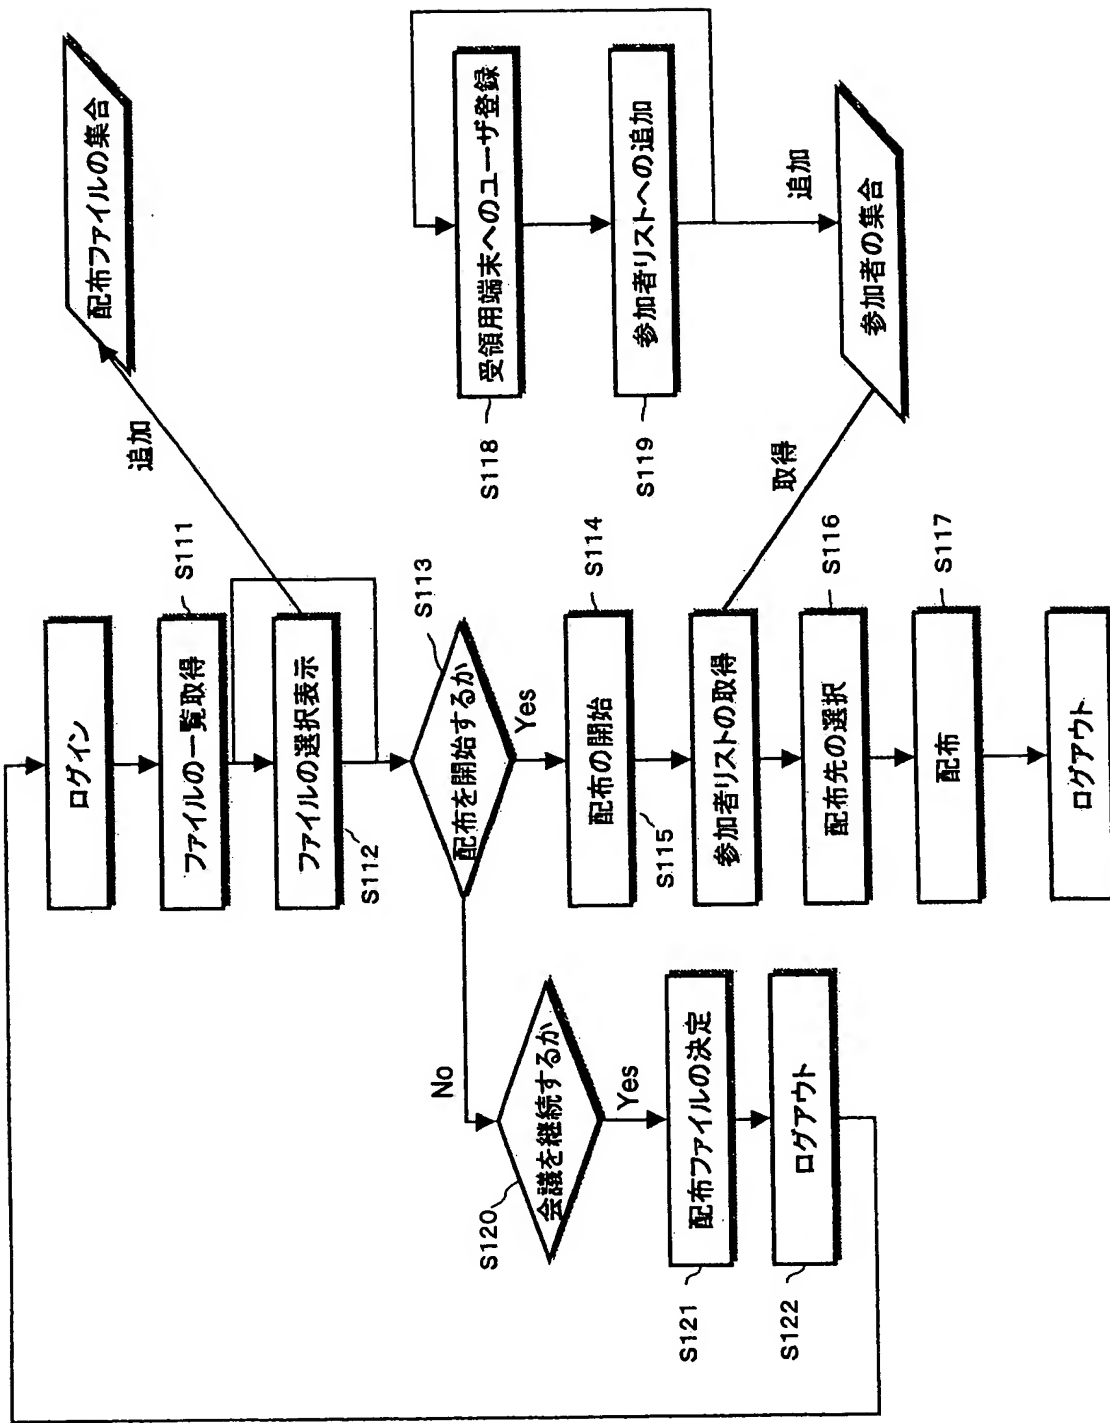 ログイン
ファイルの一覧取得
S111
ファイルの選択表示
S112
追加
配布ファイルの集合
配布を開始するか
S113
Yes
No
配布の開始
S114
参加者リストの取得
S115
取得
配布先の選択
S116
配布
S117
ログアウト
受領用端末へのユーザ登録
S118
参加者リストへの追加
S119
追加
参加者の集合
会議を継続するか
S120
Yes
配布ファイルの決定
S121
ログアウト
S122